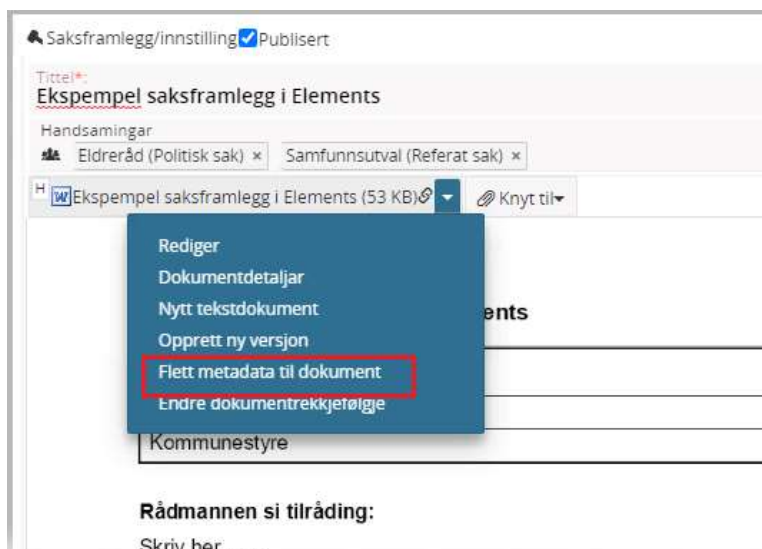 Saksframlegg/innstilling Publisert
Tittel*:
Ekspempel saksframlegg i Elements
Handsamingar
Eldreråd (Politisk sak) × Samfunnsutval (Referat sak) ×
H W Ekspempel saksframlegg i Elements (53 KB) Knyt til
Rediger
Dokumentdetaljar
Nytt tekstdokument
ents
Opprett ny versjon
Flett metadata til dokument
Endre dokumentrekkjefølgje
Kommunestyre
Rådmannen si tilråding:
Skriv her